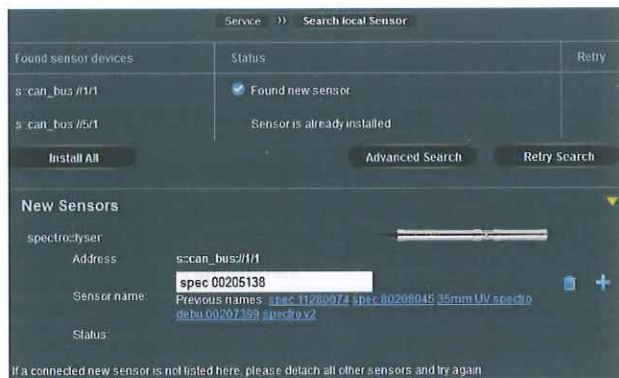 Service >> Search local Sensor
Found sensor devices Status Retry
s::can_bus://1/1 Found new sensor
s::can_bus://5/1 Sensor is already installed
Install All Advanced Search Retry Search
New Sensors
spectro::lyser
Address s::can_bus://1/1
spec 00205138
Sensor name: Previous names: spec 11280074 spec 80208045 35mm UV spectro
debu 00207399 spectro v2
Status:
If a connected new sensor is not listed here, please detach all other sensors and try again